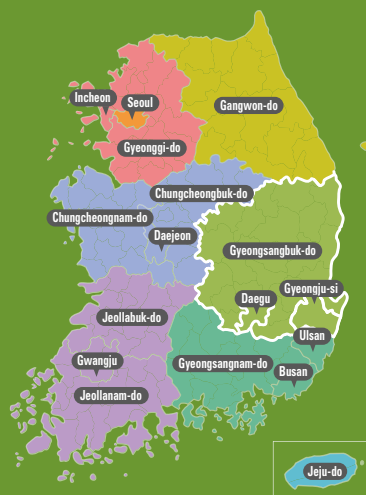 Incheon
Seoul
Gangwon-do
Gyeonggi-do
Chungcheongbuk-do
Chungcheongnam-do
Daejeon
Gyeongsangbuk-do
Gyeongju-si
Daegu
Jeollabuk-do
Ulsan
Gwangju
Gyeongsangnam-do
Busan
Jeollanam-do
Jeju-do